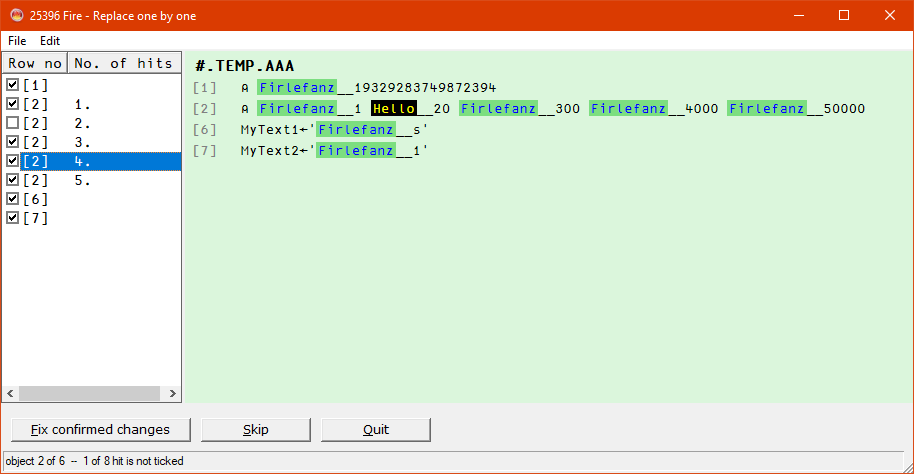 25396 Fire - Replace one by one
File Edit
Row no No. of hits
[1]
[2] 1.
[2] 2.
[2] 3.
[2] 4.
[2] 5.
[6]
[7]
#.TEMP.AAA
[1] ⍝ Firlefanz__19329283749872394
[2] ⍝ Firlefanz__1 Hello__20 Firlefanz__300 Firlefanz__4000 Firlefanz__50000
[6] MyText1←'Firlefanz__s'
[7] MyText2←'Firlefanz__1'
Fix confirmed changes Skip Quit
object 2 of 6 -- 1 of 8 hit is not ticked